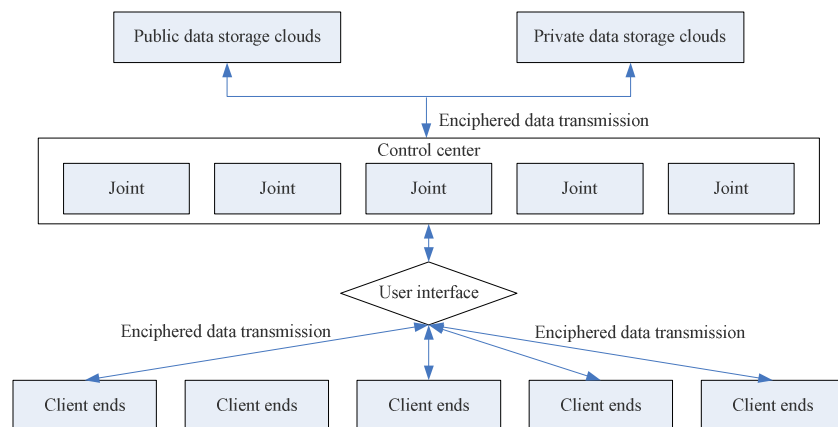 Public data storage clouds
Private data storage clouds
Enciphered data transmission
Control center
Joint
Joint
Joint
Joint
Joint
User interface
Enciphered data transmission
Enciphered data transmission
Client ends
Client ends
Client ends
Client ends
Client ends